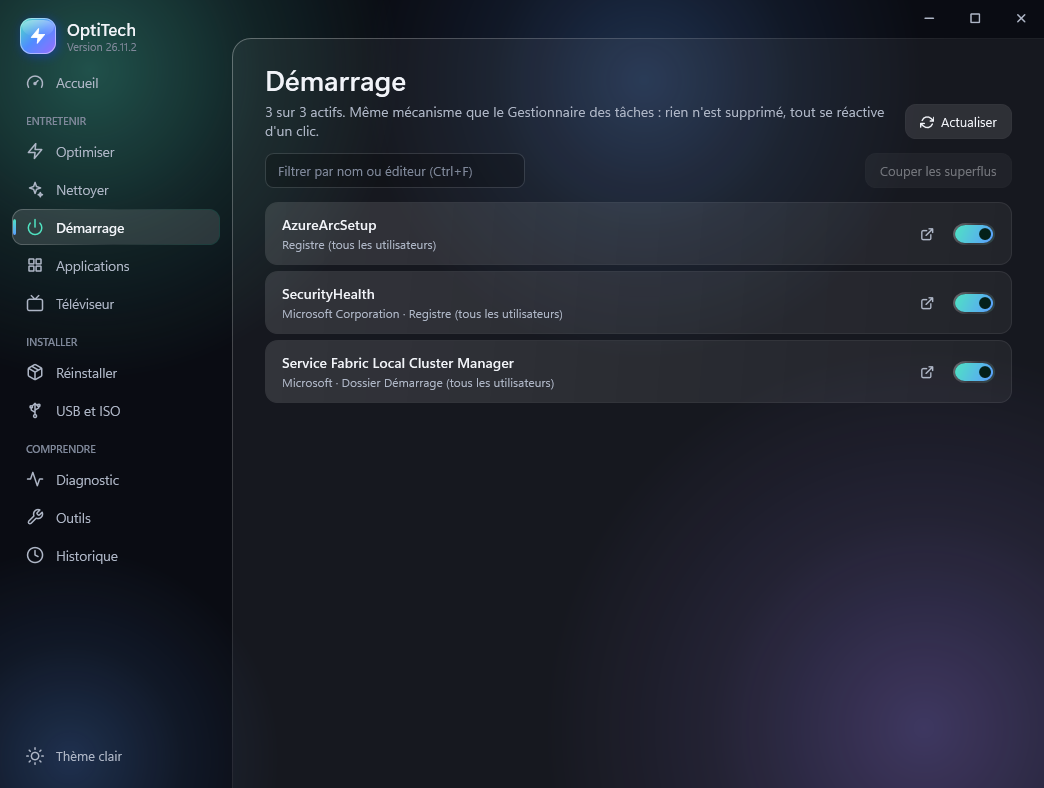 OptiTech
Version 26.11.2
Accueil
ENTRETENIR
Optimiser
Nettoyer
Démarrage
Applications
Téléviseur
INSTALLER
Réinstaller
USB et ISO
COMPRENDRE
Diagnostic
Outils
Historique
Thème clair
Démarrage
3 sur 3 actifs. Même mécanisme que le Gestionnaire des tâches : rien n'est supprimé, tout se réactive
d'un clic.
Actualiser
Filtrer par nom ou éditeur (Ctrl+F)
Couper les superflus
AzureArcSetup
Registre (tous les utilisateurs)
SecurityHealth
Microsoft Corporation · Registre (tous les utilisateurs)
Service Fabric Local Cluster Manager
Microsoft · Dossier Démarrage (tous les utilisateurs)